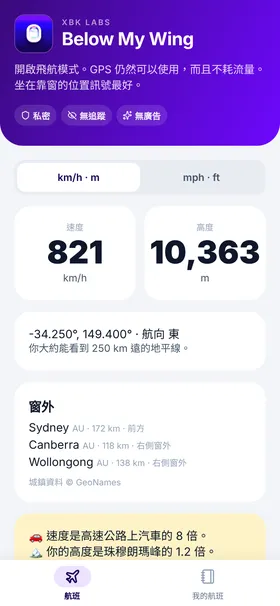 XBK LABS
Below My Wing
開啟飛航模式。GPS 仍然可以使用，而且不耗流量。
坐在靠窗的位置訊號最好。
私密 無追蹤 無廣告
km/h · m mph · ft
速度 高度
821 10,363
km/h m
-34.250°, 149.400° · 航向 東
你大約能看到 250 km 遠的地平線。
窗外
Sydney AU · 172 km · 前方
Canberra AU · 118 km · 右側窗外
Wollongong AU · 138 km · 右側窗外
城鎮資料 © GeoNames
🚗 速度是高速公路上汽車的 8 倍。
🏔️ 你的高度是珠穆朗瑪峰的 1.2 倍。
航班 我的航班